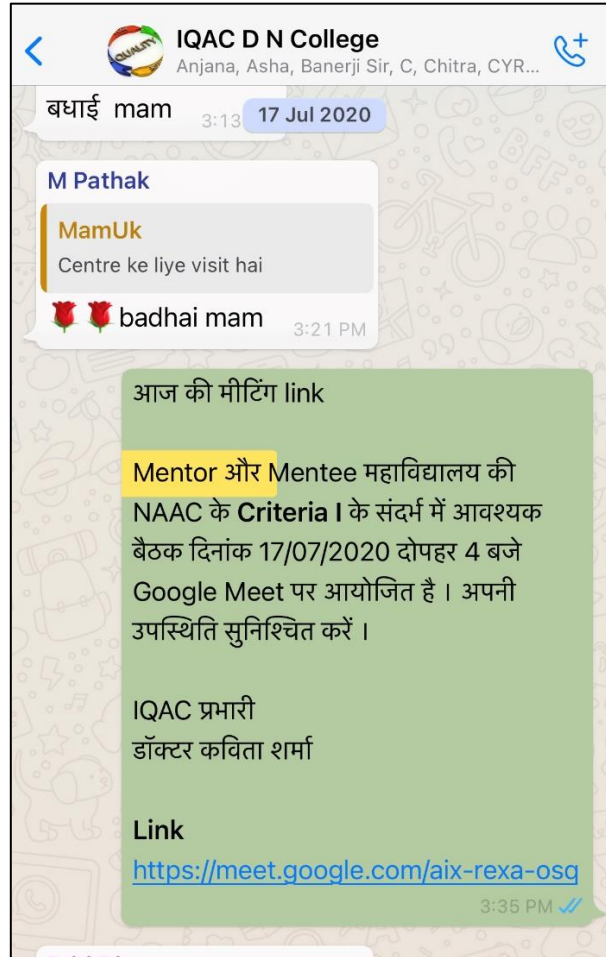 QUALITY
IQAC D N College
Anjana, Asha, Banerji Sir, C, Chitra, CYR...
बधाई mam 3:13
17 Jul 2020
M Pathak
MamUk
Centre ke liye visit hai
🌹🌹badhai mam 3:21 PM
आज की मीटिंग link
Mentor और Mentee महाविद्यालय की
NAAC के Criteria I के संदर्भ में आवश्यक
बैठक दिनांक 17/07/2020 दोपहर 4 बजे
Google Meet पर आयोजित है । अपनी
उपस्थिति सुनिश्चित करें ।
IQAC प्रभारी
डॉक्टर कविता शर्मा
Link
https://meet.google.com/aix-rexa-osq
3:35 PM